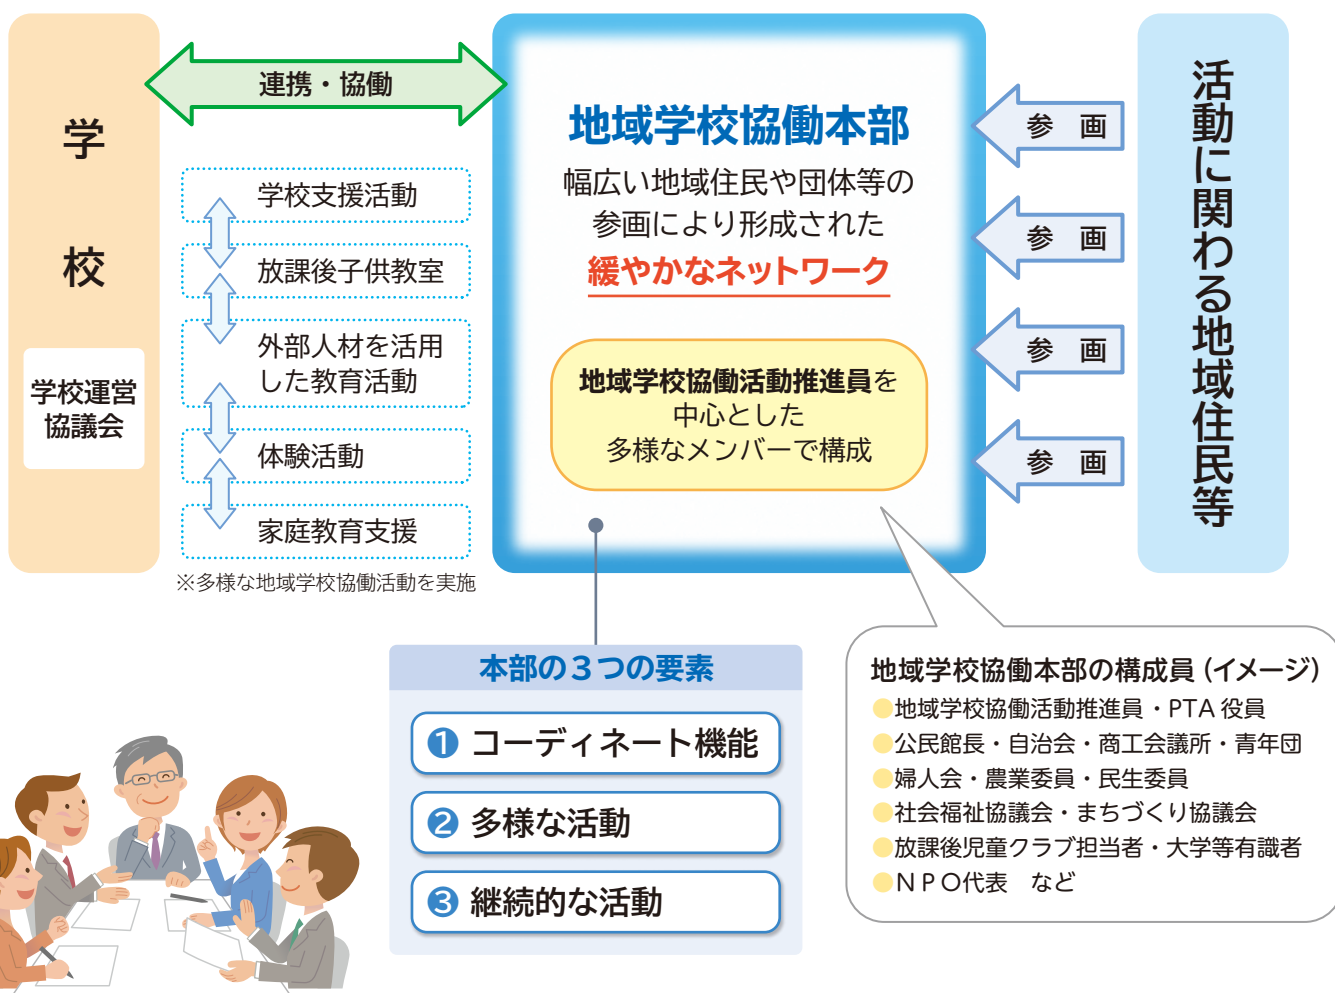 学校
学校運営
協議会
連携・協働
学校支援活動
放課後子供教室
外部人材を活用
した教育活動
体験活動
家庭教育支援
※多様な地域学校協働活動を実施
地域学校協働本部
幅広い地域住民や団体等の
参画により形成された
緩やかなネットワーク
地域学校協働活動推進員を
中心とした
多様なメンバーで構成
参 画
参 画
参 画
参 画
活動に関わる地域住民等
本部の3つの要素
❶ コーディネート機能
❷ 多様な活動
❸ 継続的な活動
地域学校協働本部の構成員(イメージ)
●地域学校協働活動推進員・PTA 役員
●公民館長・自治会・商工会議所・青年団
●婦人会・農業委員・民生委員
●社会福祉協議会・まちづくり協議会
●放課後児童クラブ担当者・大学等有識者
●NPO代表 など